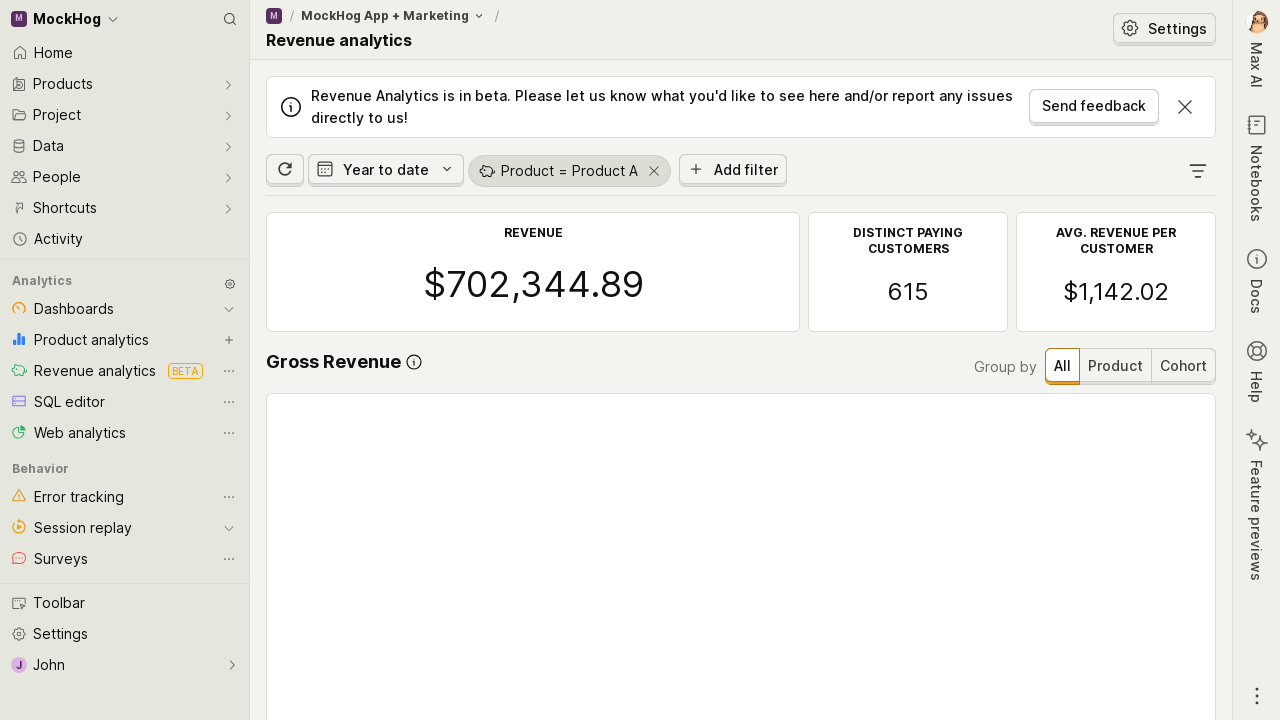 M MockHog
Home
Products
Project
Data
People
Shortcuts
Activity
Analytics
Dashboards
Product analytics
Revenue analytics BETA
SQL editor
Web analytics
Behavior
Error tracking
Session replay
Surveys
Toolbar
Settings
J John
M / MockHog App + Marketing /
Revenue analytics
Settings
Revenue Analytics is in beta. Please let us know what you'd like to see here and/or report any issues
directly to us!
Send feedback
Year to date
Product = Product A
Add filter
REVENUE
$702,344.89
DISTINCT PAYING
CUSTOMERS
615
AVG. REVENUE PER
CUSTOMER
$1,142.02
Gross Revenue
Group by
All
Product
Cohort
Max AI
Notebooks
Docs
Help
Feature previews